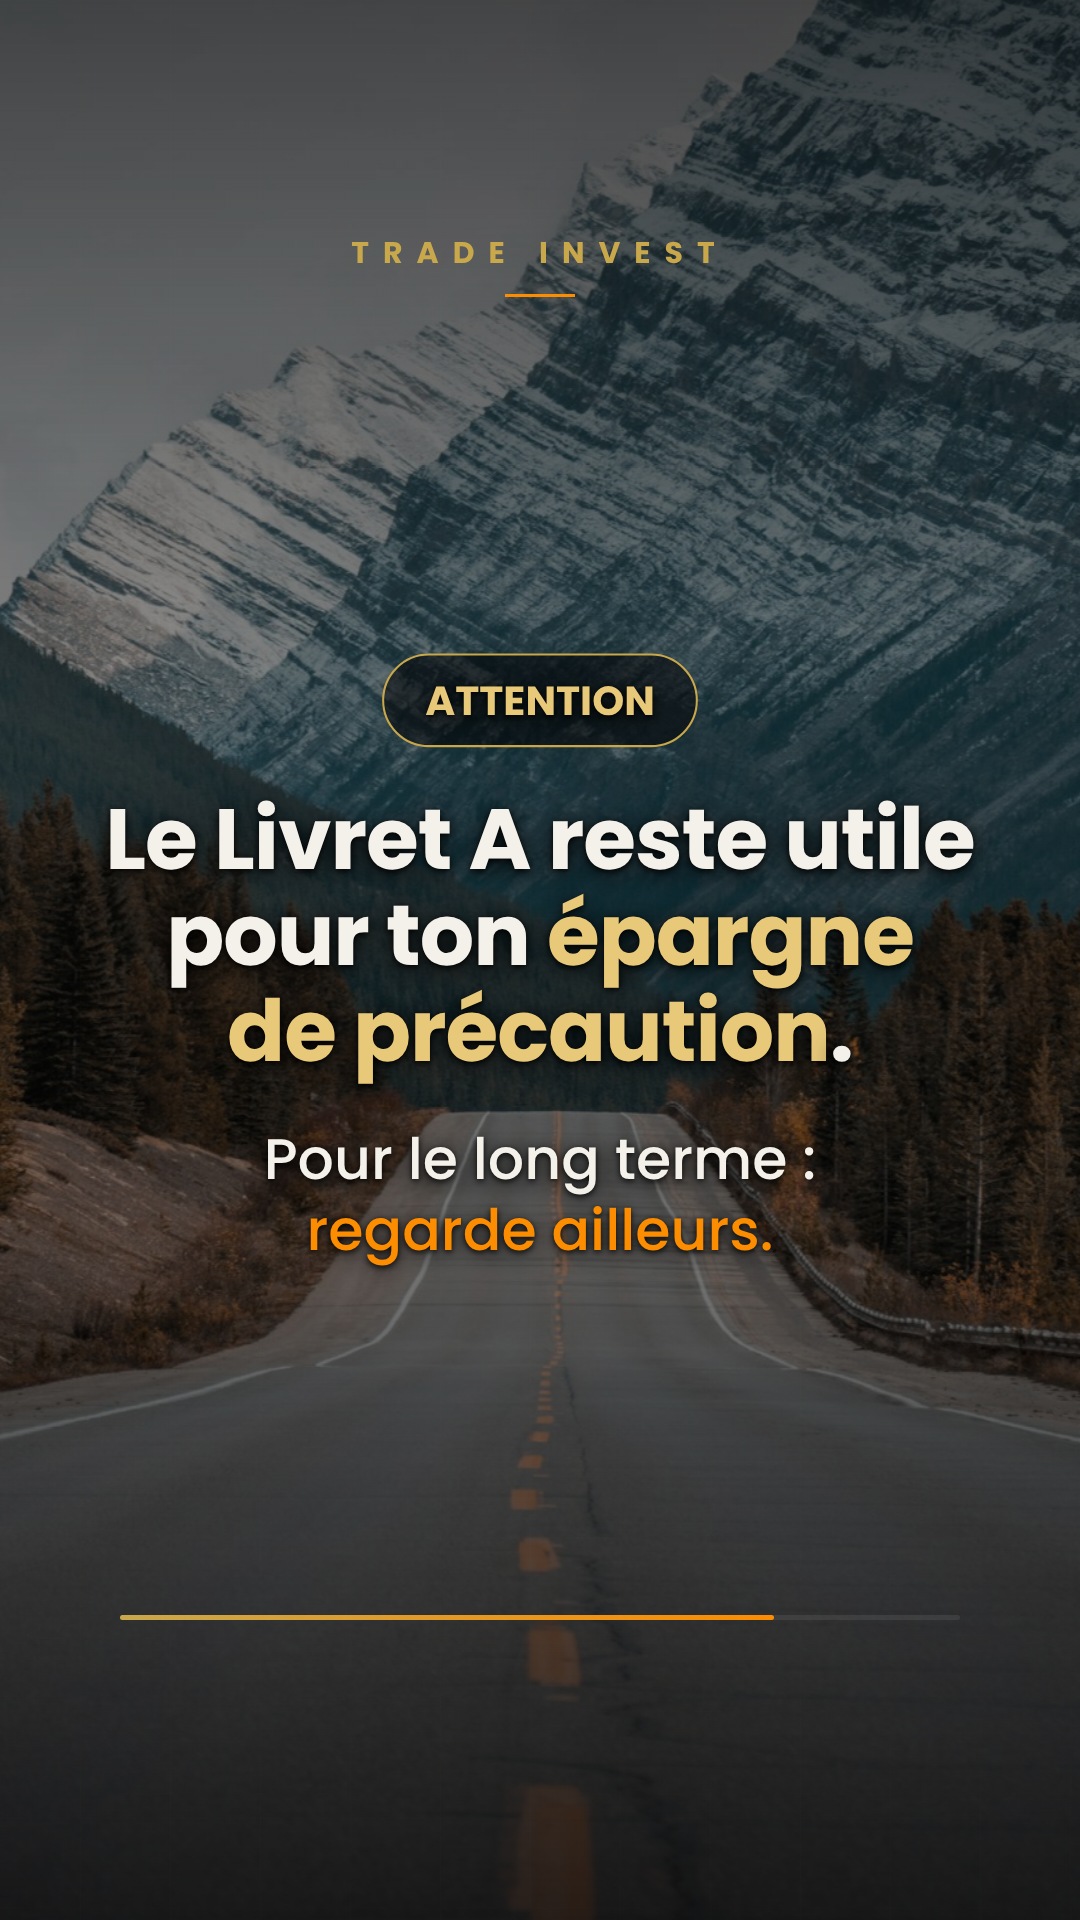 TRADE INVEST
ATTENTION
Le Livret A reste utile
pour ton épargne
de précaution.
Pour le long terme :
regarde ailleurs.